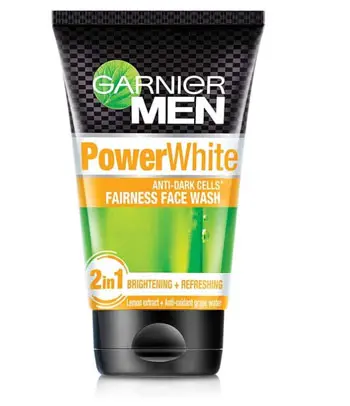 GARNIER
MEN
PowerWhite
ANTI-DARK CELLS*
FAIRNESS FACE WASH
2in1
BRIGHTENING + REFRESHING
Lemon extract + Anti-oxidant grape water